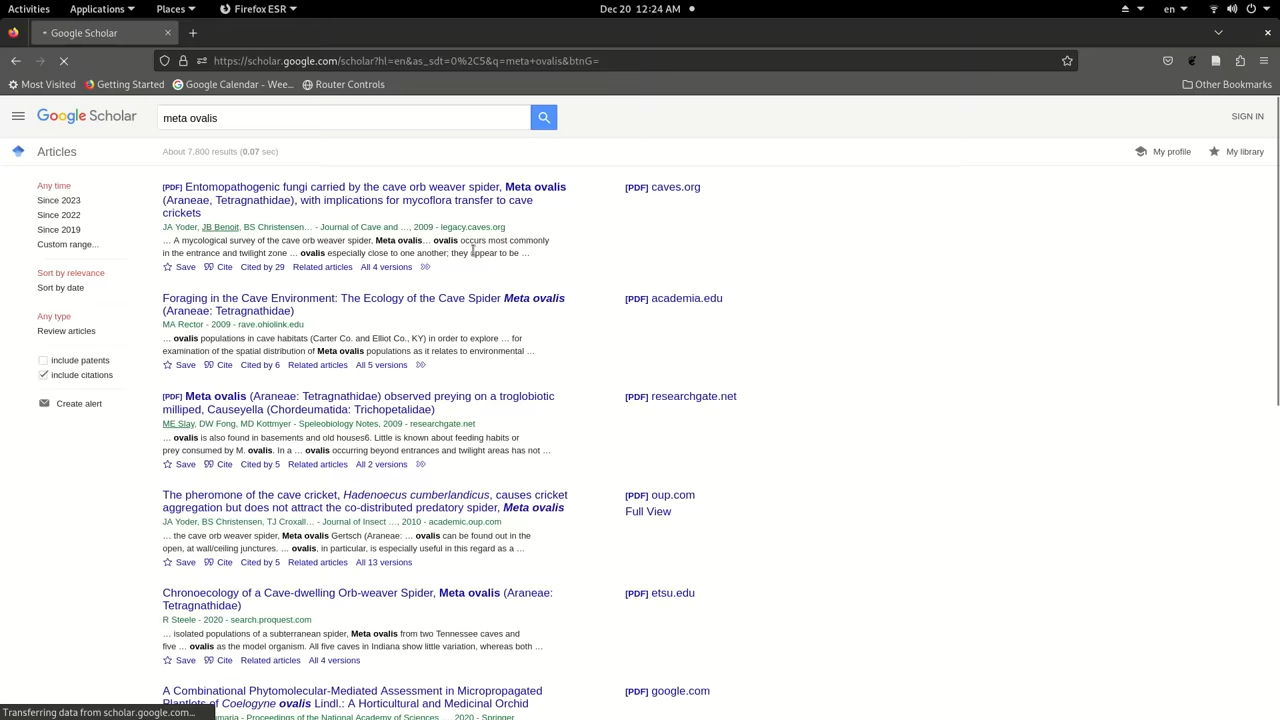 Activities Applications Places Firefox ESR Dec 20 12:24 AM en
Google Scholar
https://scholar.google.com/scholar?hl=en&as_sdt=0%2C5&q=meta+ovalis&btnG=
Most Visited Getting Started Google Calendar - Wee... Router Controls Other Bookmarks
Google Scholar meta ovalis SIGN IN
Articles About 7,800 results (0.07 sec) My profile My library
Any time
Since 2023
Since 2022
Since 2019
Custom range...
Sort by relevance
Sort by date
Any type
Review articles
include patents
include citations
Create alert
[PDF] Entomopathogenic fungi carried by the cave orb weaver spider, Meta ovalis
(Araneae, Tetragnathidae), with implications for mycoflora transfer to cave
crickets
JA Yoder, JB Benoit, BS Christensen… - Journal of Cave and …, 2009 - legacy.caves.org
… A mycological survey of the cave orb weaver spider, Meta ovalis… ovalis occurs most commonly
in the entrance and twilight zone … ovalis especially close to one another; they appear to be …
Save Cite Cited by 29 Related articles All 4 versions
[PDF] caves.org
Foraging in the Cave Environment: The Ecology of the Cave Spider Meta ovalis
(Araneae: Tetragnathidae)
MA Rector - 2009 - rave.ohiolink.edu
… ovalis populations in cave habitats (Carter Co. and Elliot Co., KY) in order to explore … for
examination of the spatial distribution of Meta ovalis populations as it relates to environmental …
Save Cite Cited by 6 Related articles All 5 versions
[PDF] academia.edu
[PDF] Meta ovalis (Araneae: Tetragnathidae) observed preying on a troglobiotic
milliped, Causeyella (Chordeumatida: Trichopetalidae)
ME Slay, DW Fong, MD Kottmyer - Speleobiology Notes, 2009 - researchgate.net
… ovalis is also found in basements and old houses6. Little is known about feeding habits or
prey consumed by M. ovalis. In a … ovalis occurring beyond entrances and twilight areas has not …
Save Cite Cited by 5 Related articles All 2 versions
[PDF] researchgate.net
The pheromone of the cave cricket, Hadenoecus cumberlandicus, causes cricket
aggregation but does not attract the co-distributed predatory spider, Meta ovalis
JA Yoder, BS Christensen, TJ Croxall… - Journal of Insect …, 2010 - academic.oup.com
… the cave orb weaver spider, Meta ovalis Gertsch (Araneae: … ovalis can be found out in the
open, at wall/ceiling junctures. … ovalis, in particular, is especially useful in this regard as a …
Save Cite Cited by 5 Related articles All 13 versions
[PDF] oup.com
Full View
Chronoecology of a Cave-dwelling Orb-weaver Spider, Meta ovalis (Araneae:
Tetragnathidae)
R Steele - 2020 - search.proquest.com
… isolated populations of a subterranean spider, Meta ovalis from two Tennessee caves and
five … ovalis as the model organism. All five caves in Indiana show little variation, whereas both …
Save Cite Related articles All 4 versions
[PDF] etsu.edu
A Combinational Phytomolecular-Mediated Assessment in Micropropagated
Plantlets of Coelogyne ovalis Lindl.: A Horticultural and Medicinal Orchid
Proceedings of the National Academy of Sciences …, 2020 - Springer
[PDF] google.com
Transferring data from scholar.google.com...